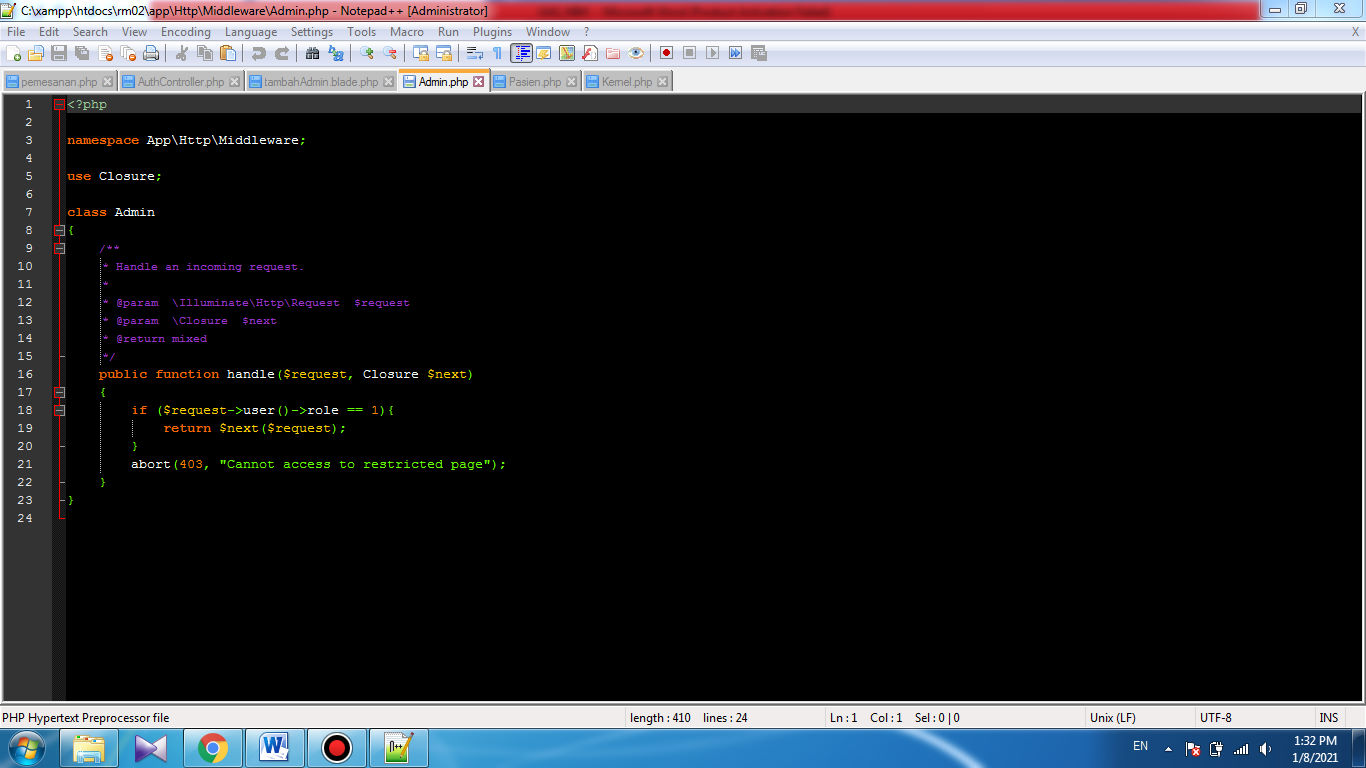 C:\xampp\htdocs\rm02\app\Http\Middleware\Admin.php - Notepad++ [Administrator]
File Edit Search View Encoding Language Settings Tools Macro Run Plugins Window ? X
pemesanan.php AuthController.php tambahAdmin.blade.php Admin.php Pasien.php Kernel.php
1 <?php
2
3 namespace App\Http\Middleware;
4
5 use Closure;
6
7 class Admin
8 {
9 /**
10 * Handle an incoming request.
11 *
12 * @param  \Illuminate\Http\Request  $request
13 * @param  \Closure  $next
14 * @return mixed
15 */
16 public function handle($request, Closure $next)
17 {
18 if ($request->user()->role == 1){
19 return $next($request);
20 }
21 abort(403, "Cannot access to restricted page");
22 }
23 }
24
PHP Hypertext Preprocessor file length : 410 lines : 24 Ln : 1 Col : 1 Sel : 0 | 0 Unix (LF) UTF-8 INS
EN 1:32 PM
1/8/2021